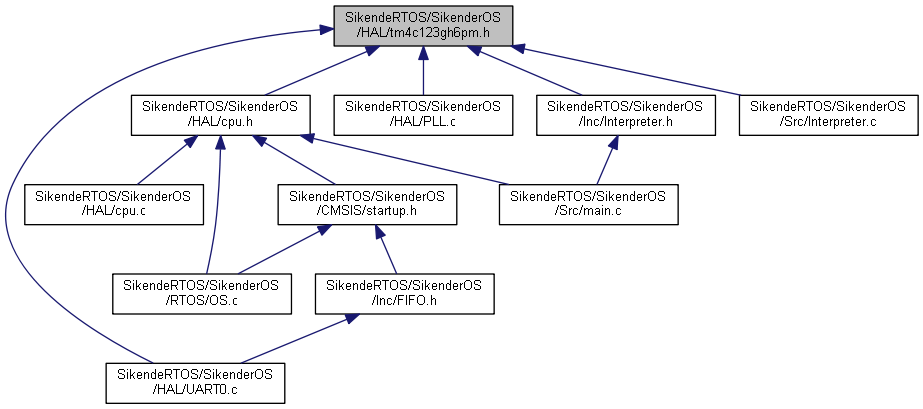 SikendeRTOS/SikenderOS
/HAL/tm4c123gh6pm.h
SikendeRTOS/SikenderOS
/HAL/cpu.h
SikendeRTOS/SikenderOS
/HAL/PLL.c
SikendeRTOS/SikenderOS
/Inc/Interpreter.h
SikendeRTOS/SikenderOS
/Src/Interpreter.c
SikendeRTOS/SikenderOS
/HAL/cpu.c
SikendeRTOS/SikenderOS
/CMSIS/startup.h
SikendeRTOS/SikenderOS
/Src/main.c
SikendeRTOS/SikenderOS
/RTOS/OS.c
SikendeRTOS/SikenderOS
/Inc/FIFO.h
SikendeRTOS/SikenderOS
/HAL/UART0.c